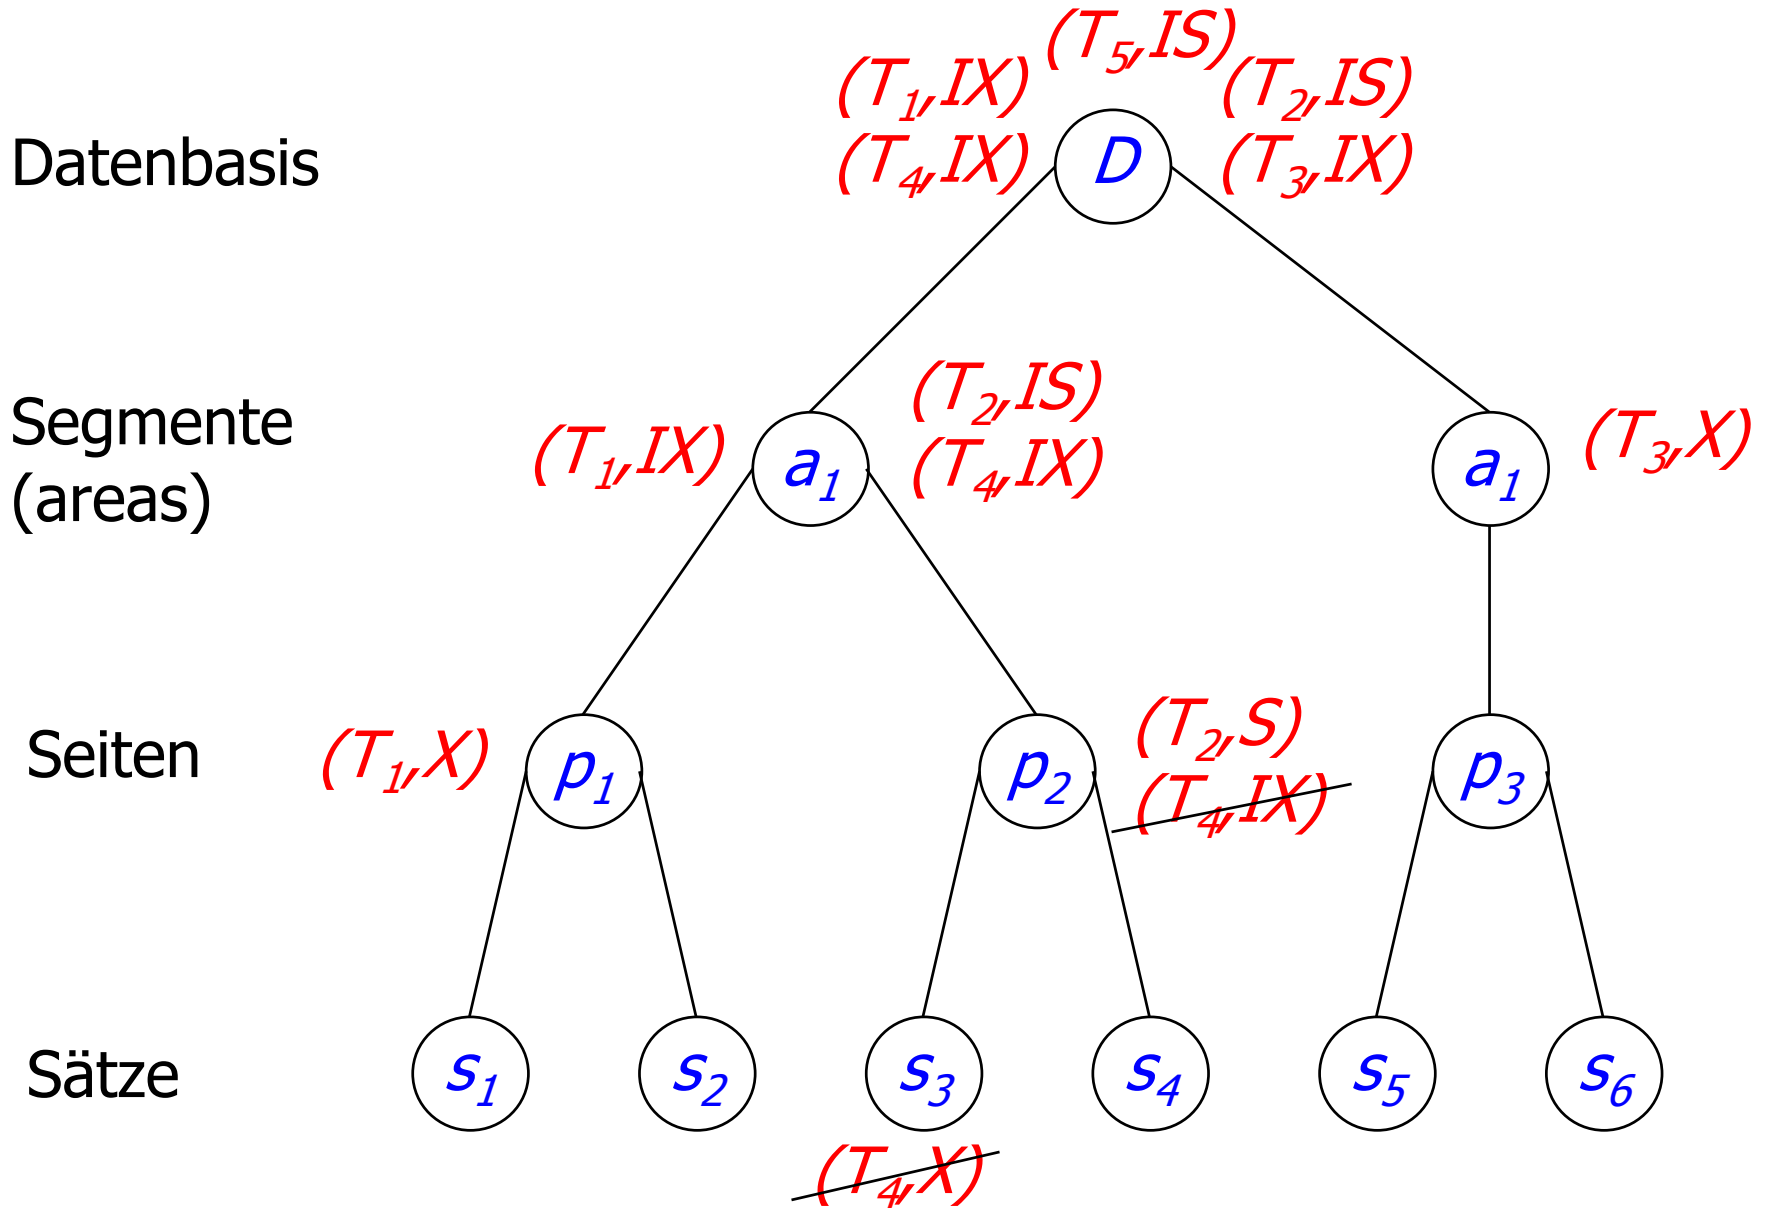 (T5,IS)
(T1,IX) (T2,IS)
Datenbasis (T4,IX) D (T3,IX)
(T2,IS)
Segmente (T1,IX) a1 (T4,IX) a1 (T3,X)
(areas)
(T2,S)
Seiten (T1,X) p1 p2 (T4,IX) p3
Sätze s1 s2 s3 s4 s5 s6
(T4,X)